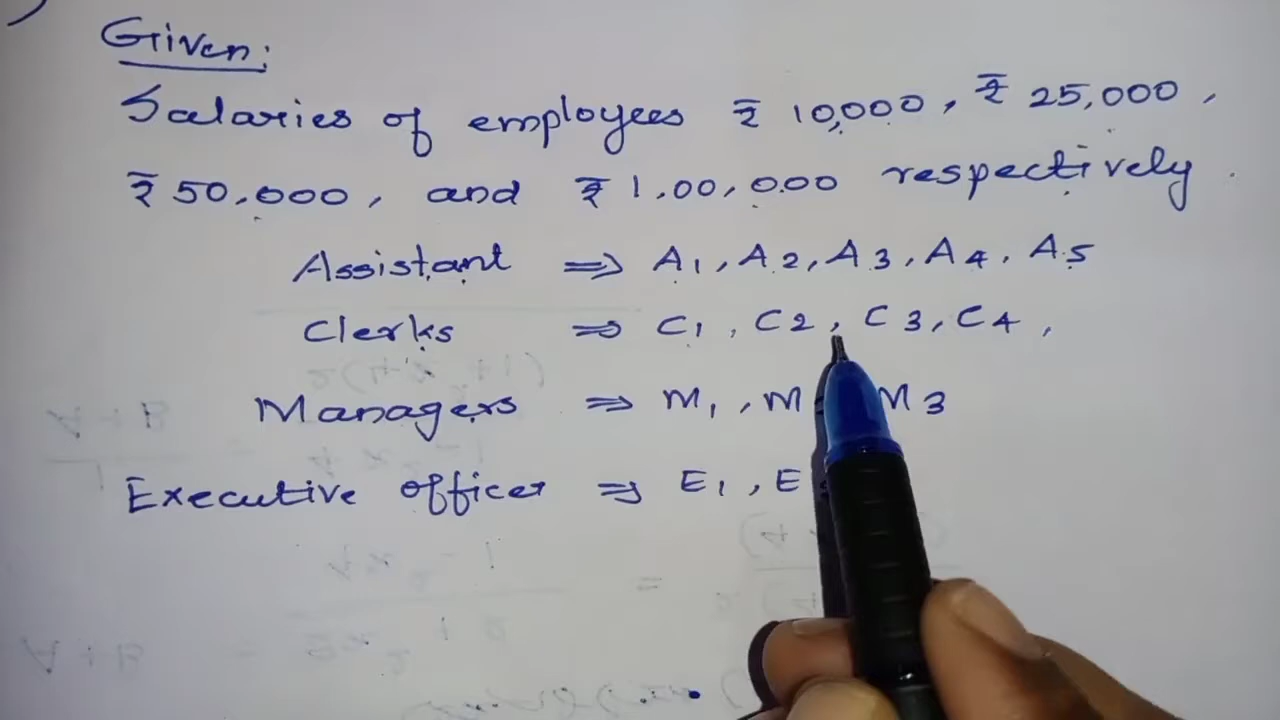 Given:
Salaries of employees ₹ 10,000, ₹ 25,000,
₹ 50,000, and ₹ 1,00,000 respectively.
Assistant ⇒ A1, A2, A3, A4, A5
Clerks ⇒ C1, C2, C3, C4,
Managers ⇒ M1, M M3
Executive officer ⇒ E1, E